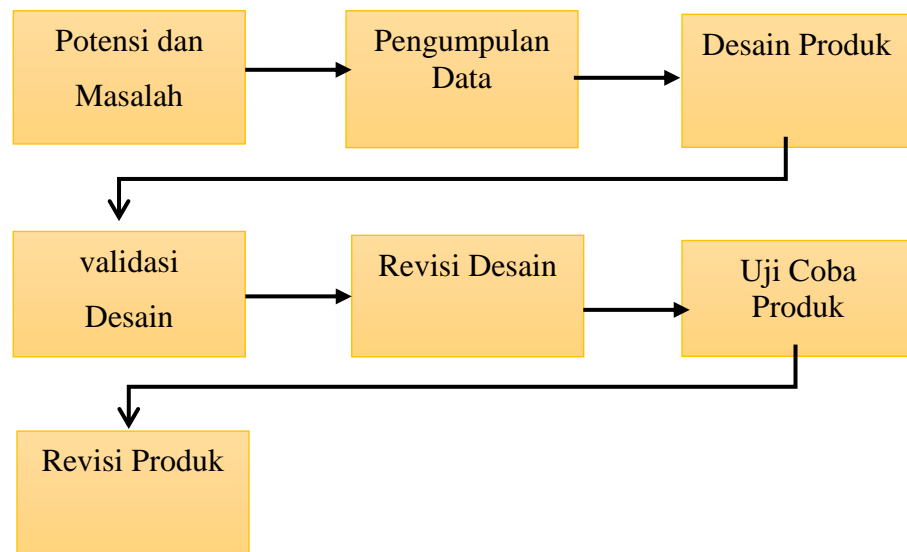 Potensi dan
Masalah
Pengumpulan
Data
Desain Produk
validasi
Desain
Revisi Desain
Uji Coba
Produk
Revisi Produk